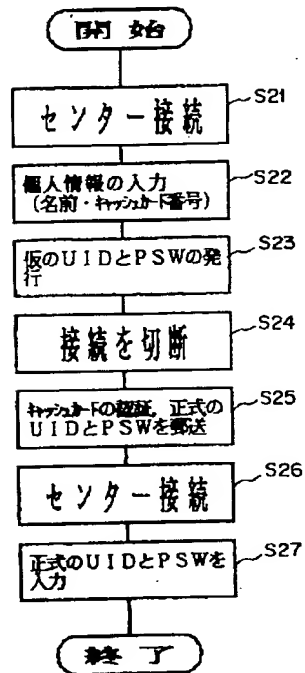 開始
センター接続
S21
個人情報の入力
(名前・キャッシュカード番号)
S22
仮のUIDとPSWの発
行
S23
接続を切断
S24
キャッシュカードの認証,正式の
UIDとPSWを郵送
S25
センター接続
S26
正式のUIDとPSWを
入力
S27
終了